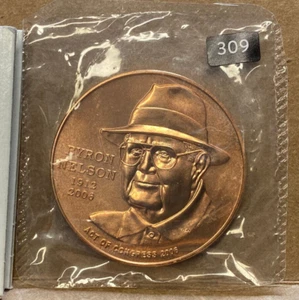 309
BYRON
NELSON
1912
2006
ACT OF CONGRESS 2006